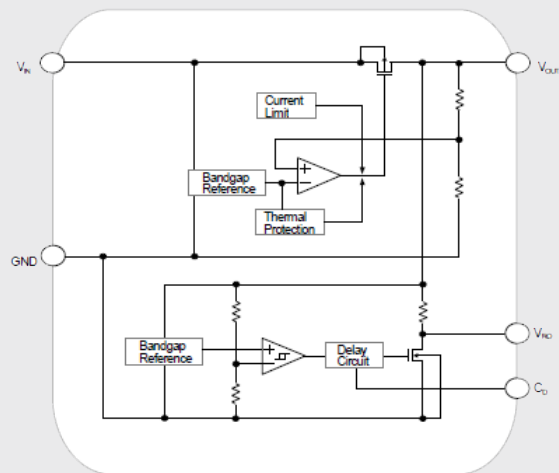 VIN
VOUT
Current
Limit
+
Bandgap
Reference
−
Thermal
Protection
GND
VRO
Bandgap
Reference
+
−
Delay
Circuit
CD